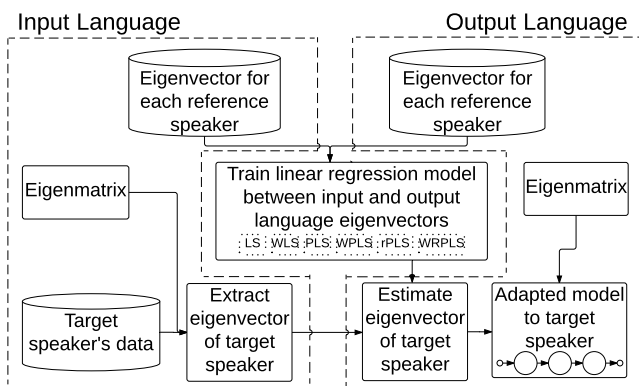 Input Language
Output Language
Eigenvector for
each reference
speaker
Eigenvector for
each reference
speaker
Eigenmatrix
Train linear regression model
between input and output
language eigenvectors
LS WLS PLS WPLS rPLS WRPLS
Eigenmatrix
Target
speaker's data
Extract
eigenvector
of target
speaker
Estimate
eigenvector
of target
speaker
Adapted model
to target
speaker